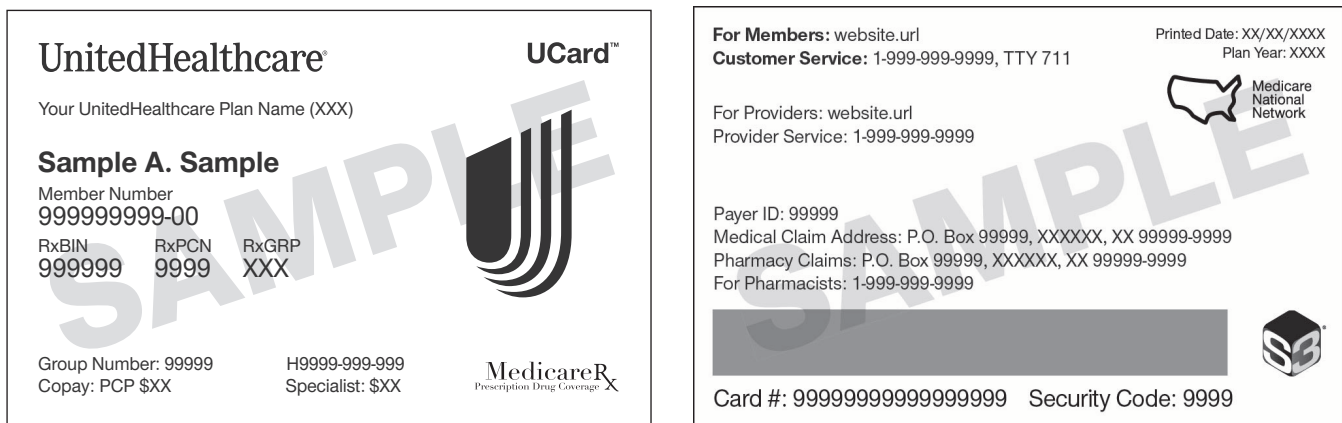 UnitedHealthcare®
UCard™
Your UnitedHealthcare Plan Name (XXX)
Sample A. Sample
Member Number
999999999-00
RxBIN RxPCN RxGRP
999999 9999 XXX
Group Number: 99999 H9999-999-999
Copay: PCP $XX Specialist: $XX
MedicareRx
Prescription Drug Coverage
SAMPLE
For Members: website.url
Customer Service: 1-999-999-9999, TTY 711
Printed Date: XX/XX/XXXX
Plan Year: XXXX
Medicare
National
Network
For Providers: website.url
Provider Service: 1-999-999-9999
Payer ID: 99999
Medical Claim Address: P.O. Box 99999, XXXXXX, XX 99999-9999
Pharmacy Claims: P.O. Box 99999, XXXXXX, XX 99999-9999
For Pharmacists: 1-999-999-9999
S3
Card #: 99999999999999999 Security Code: 9999
SAMPLE